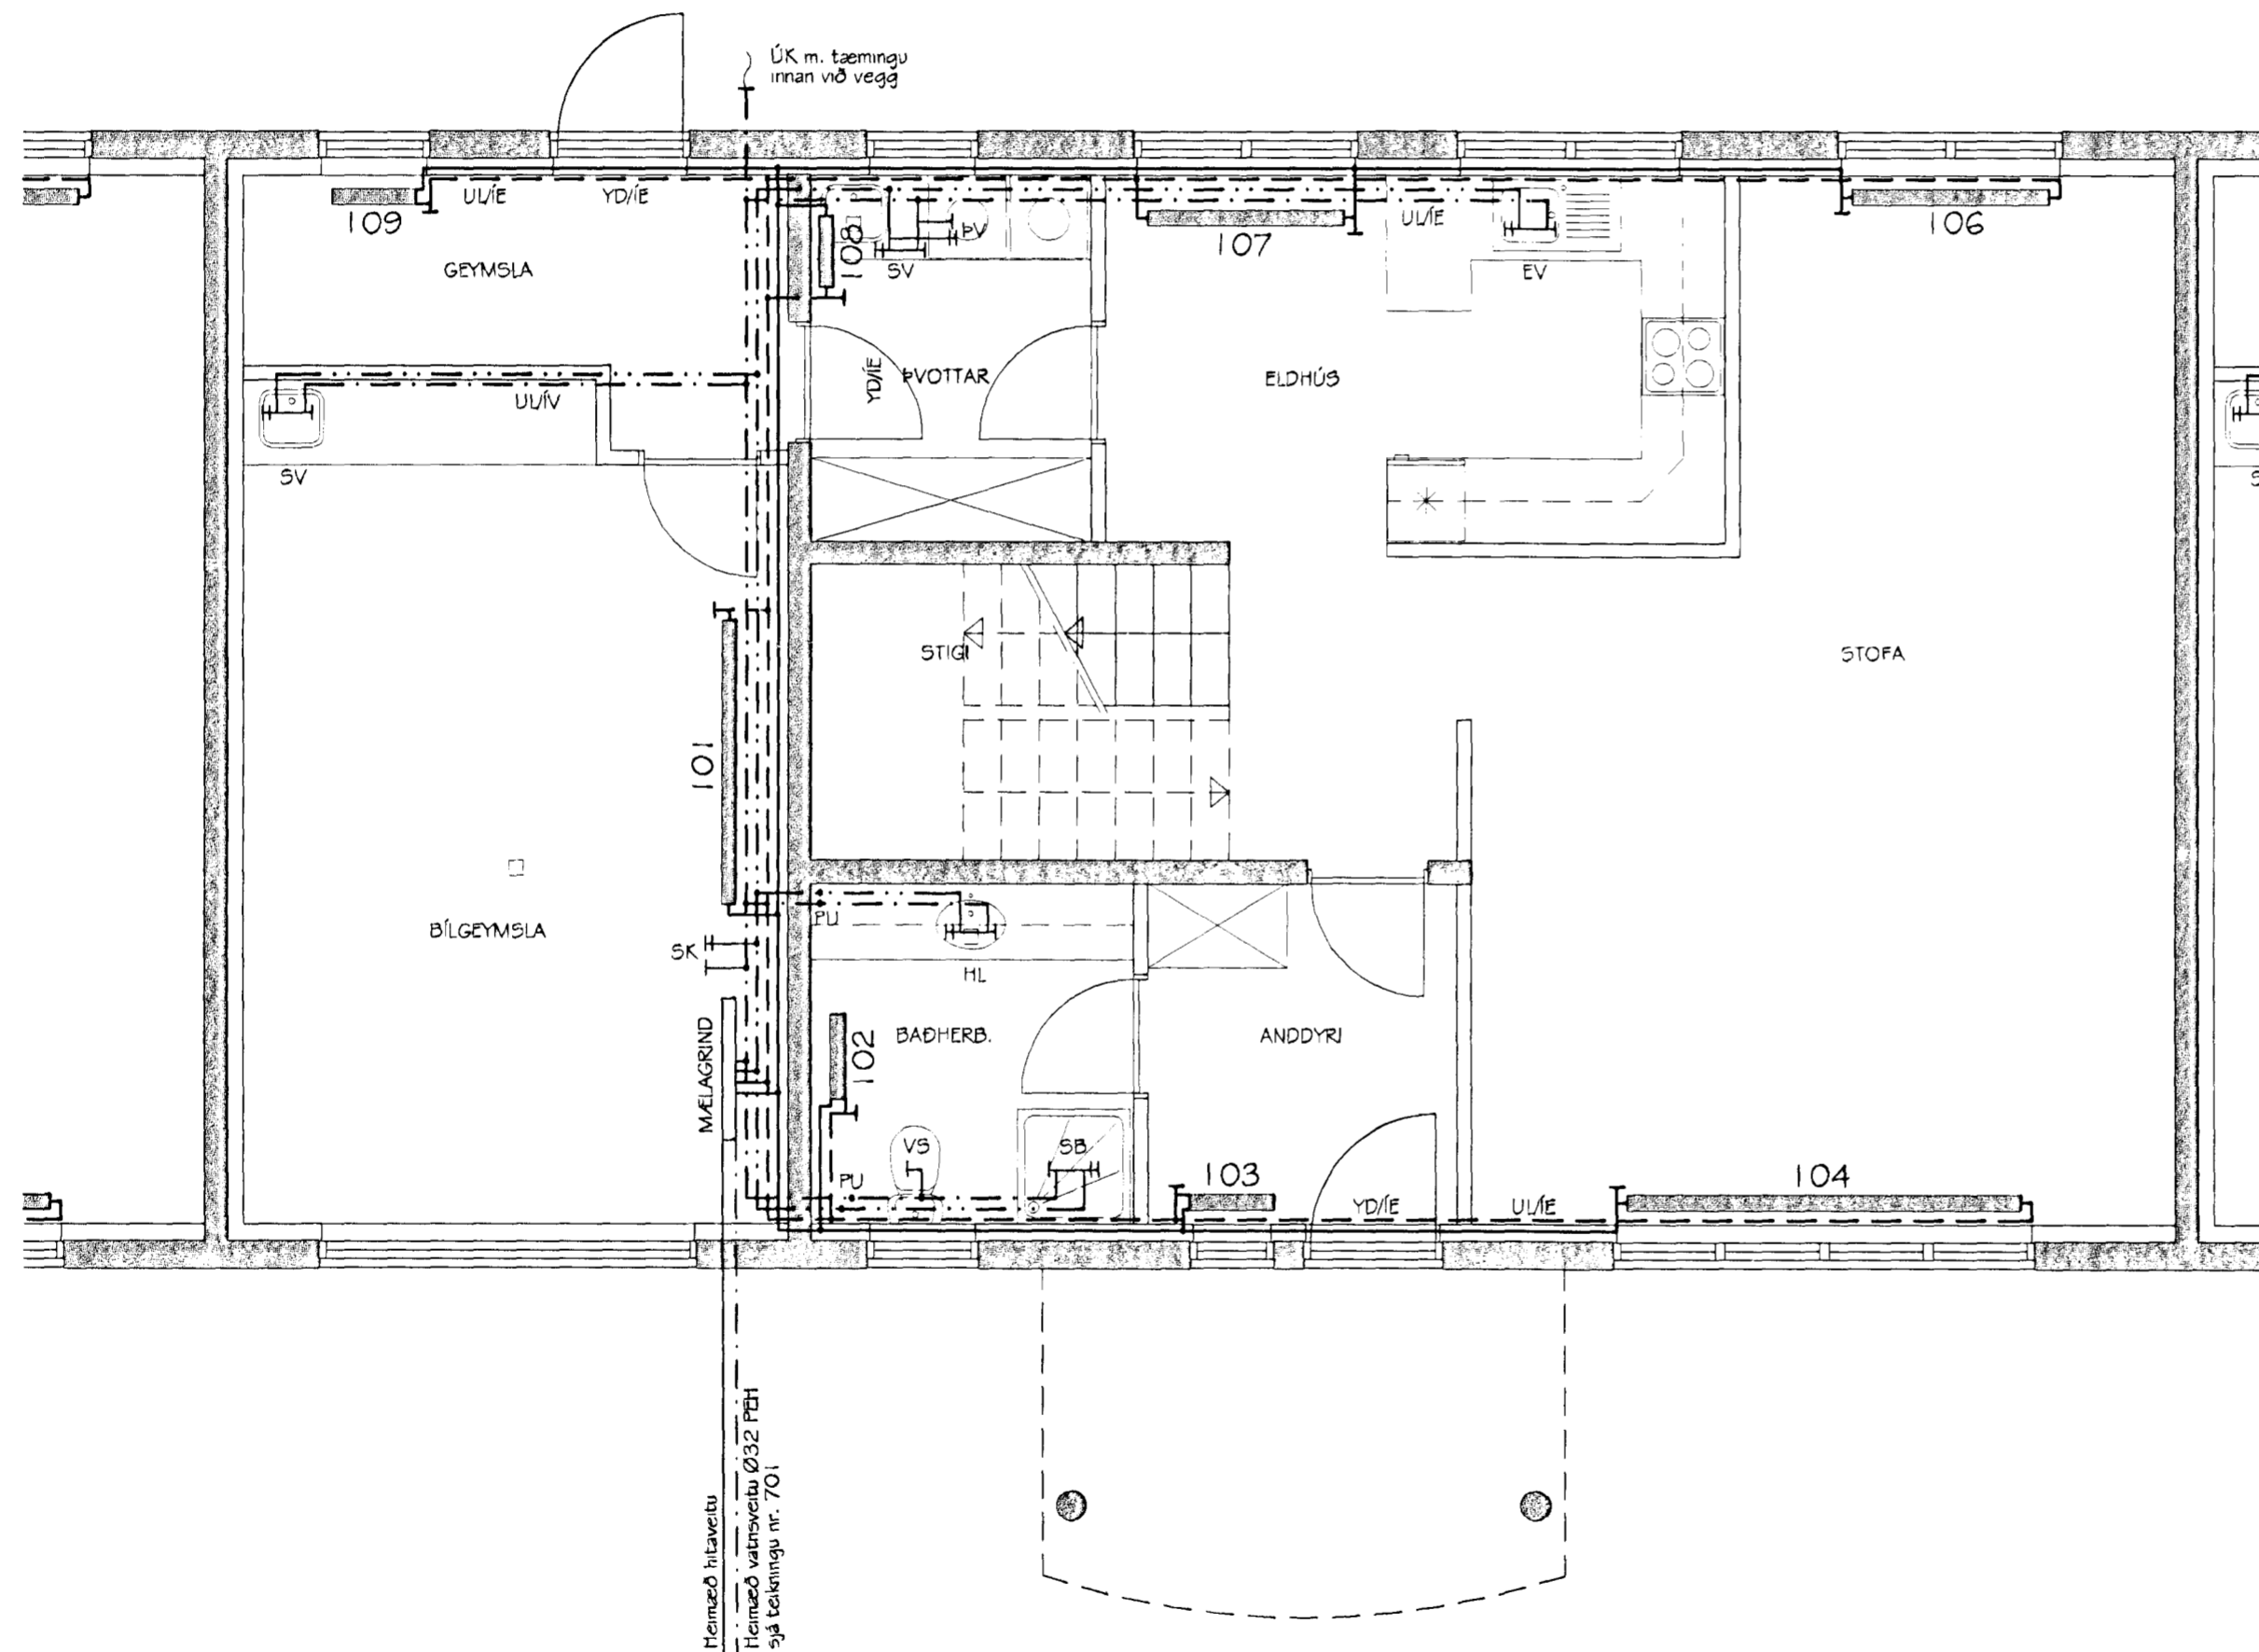 ÚK m. tæmingu
innan við vegg
UL/ÍE
YD/ÍE
109
108
ÞV
SV
107
UL/ÍE
EV
106
GEYMSLA
YD/ÍE
ÞVOTTAR
ELDHÚS
UL/ÍV
SV
S
STIGI
STOFA
101
PU
BÍLGEYMSLA
SK
HL
MÆLAGRIND
102
BAÐHERB.
ANDDYRI
VS
SB
PU
103
YD/ÍE
UL/ÍE
104
Heimæð hitaveitu
Heimæð vatnsveitu Ø32 PEH
sjá teikningu nr. 701